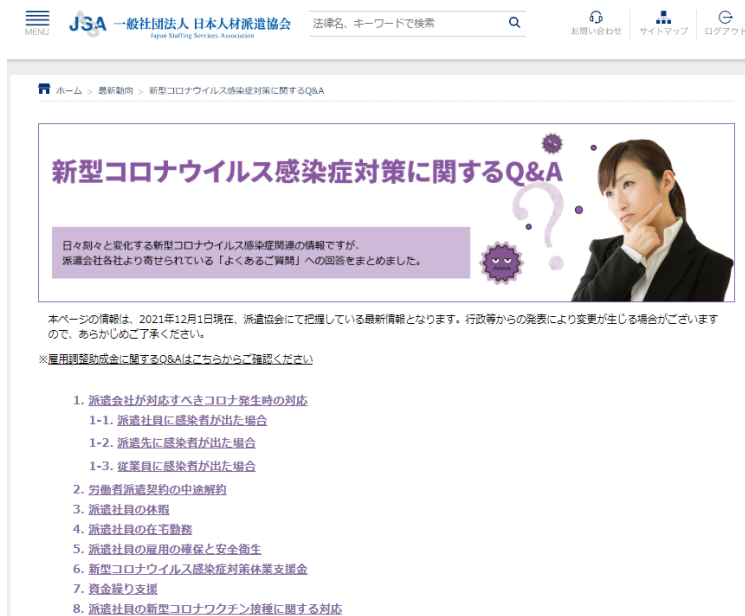 MENU
JSA 一般社団法人 日本人材派遣協会
Japan Staffing Services Association
法律名、キーワードで検索
お問い合わせ
サイトマップ
ログアウト
ホーム > 最新動向 > 新型コロナウイルス感染症対策に関するQ&A
新型コロナウイルス感染症対策に関するQ&A
日々刻々と変化する新型コロナウイルス感染症関連の情報ですが、
派遣会社各社より寄せられている「よくあるご質問」への回答をまとめました。
本ページの情報は、2021年12月1日現在、派遣協会にて把握している最新情報となります。行政等からの発表により変更が生じる場合がございます
ので、あらかじめご了承ください。
※雇用調整助成金に関するQ&Aはこちらからご確認ください
1. 派遣会社が対応すべきコロナ発生時の対応
1-1. 派遣社員に感染者が出た場合
1-2. 派遣先に感染者が出た場合
1-3. 従業員に感染者が出た場合
2. 労働者派遣契約の中途解約
3. 派遣社員の休暇
4. 派遣社員の在宅勤務
5. 派遣社員の雇用の確保と安全衛生
6. 新型コロナウイルス感染症対策休業支援金
7. 資金繰り支援
8. 派遣社員の新型コロナワクチン接種に関する対応